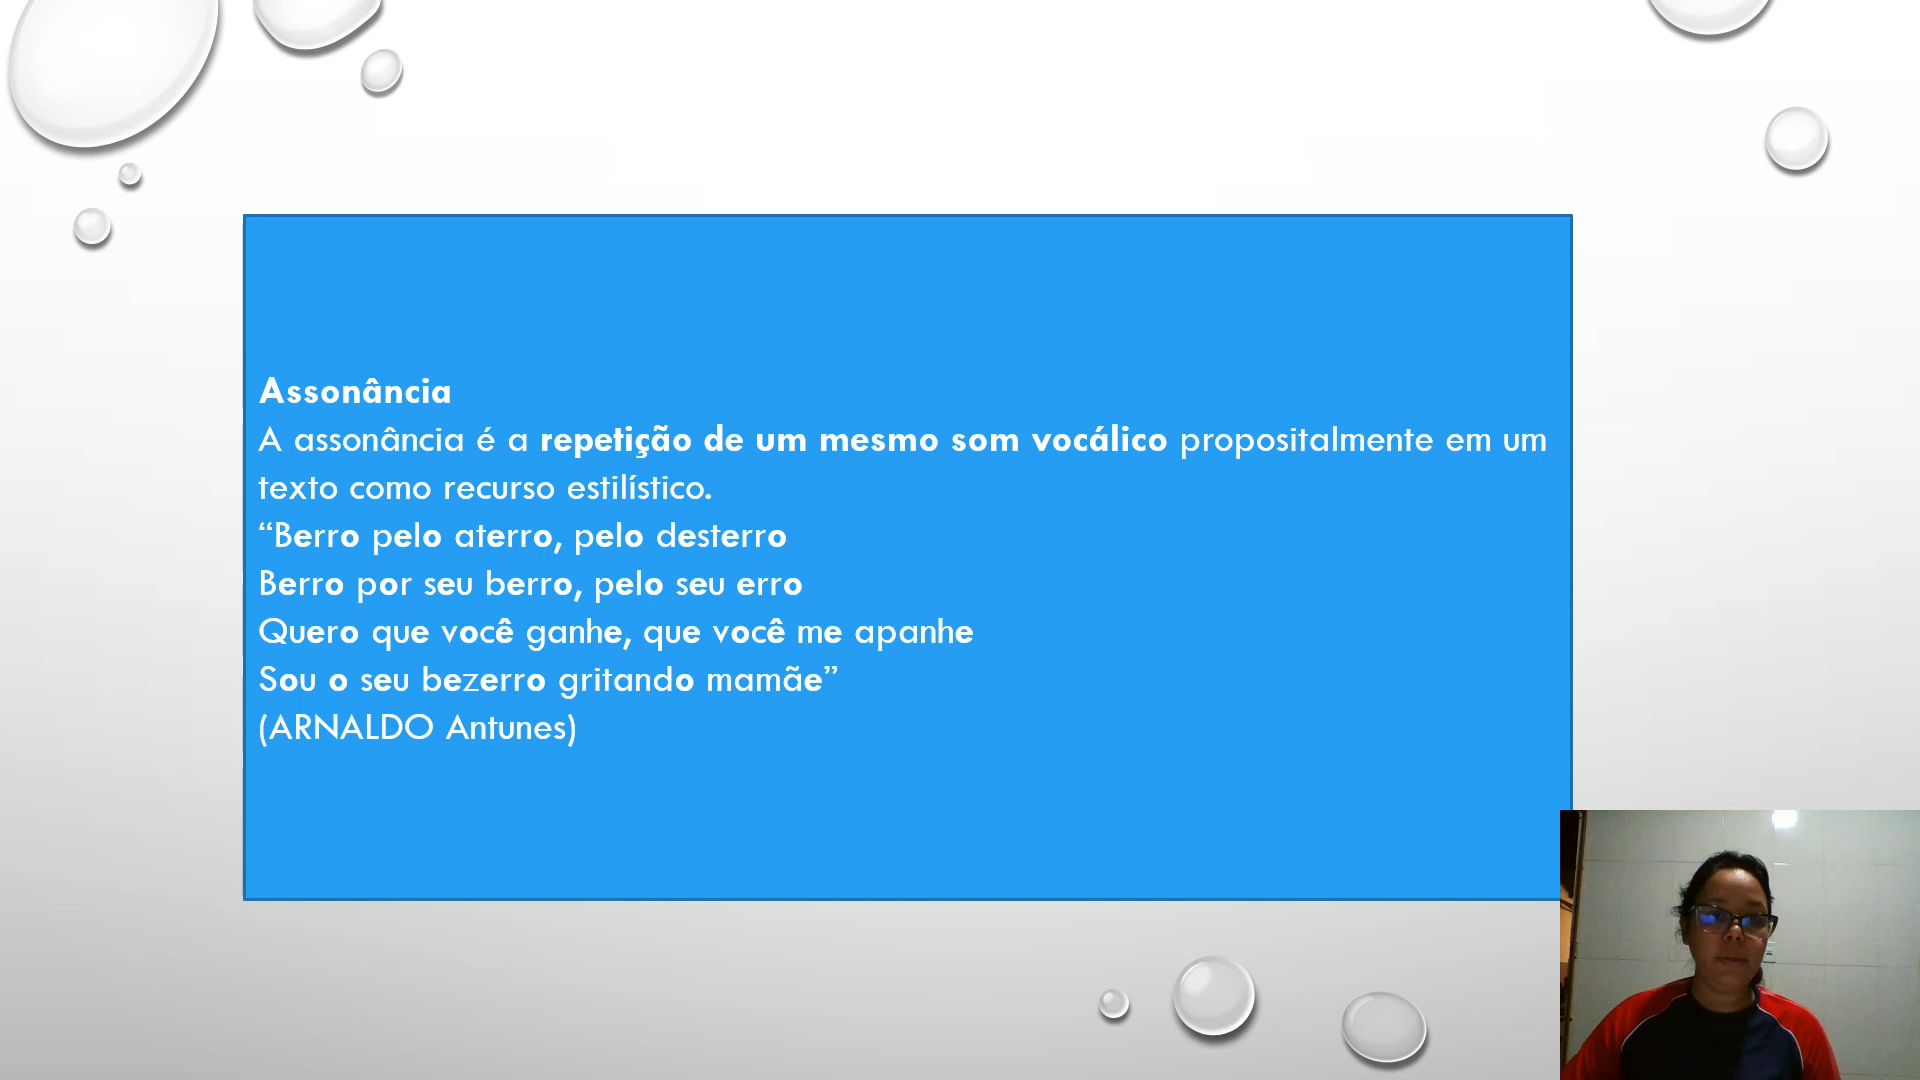 Assonância
A assonância é a repetição de um mesmo som vocálico propositalmente em um
texto como recurso estilístico.
“Berro pelo aterro, pelo desterro
Berro por seu berro, pelo seu erro
Quero que você ganhe, que você me apanhe
Sou o seu bezerro gritando mamãe”
(ARNALDO Antunes)